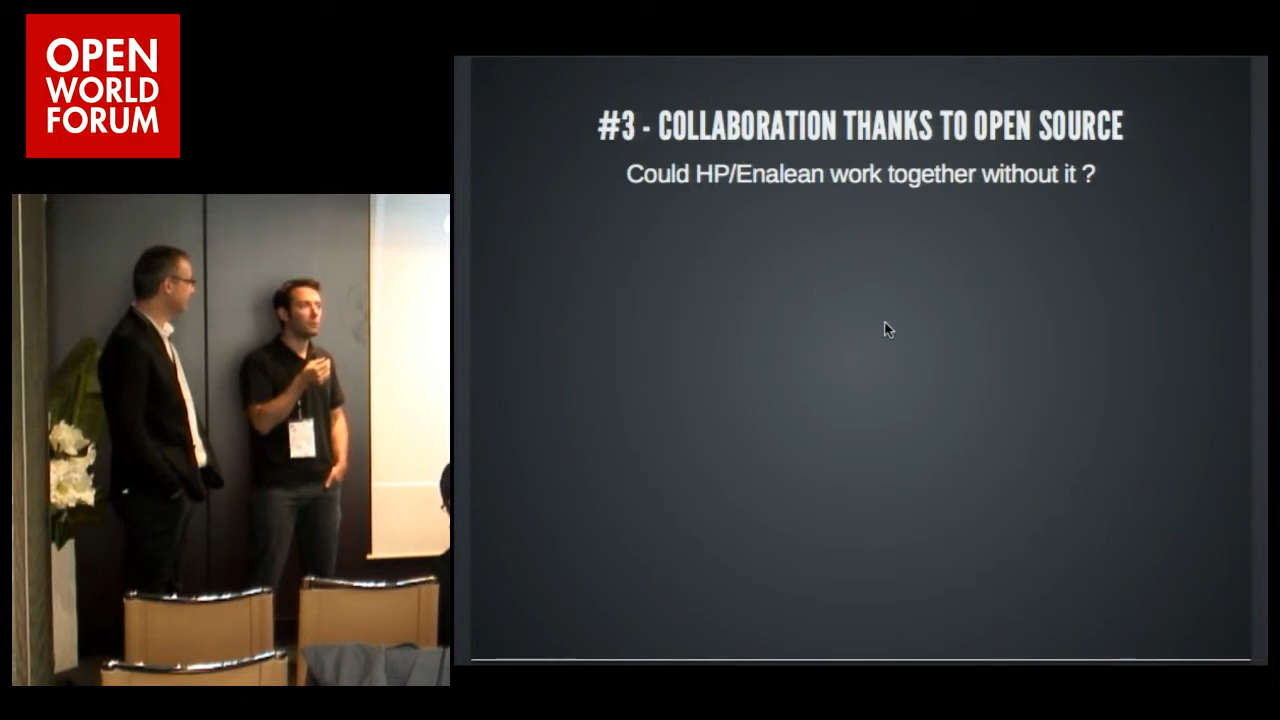 OPEN
WORLD
FORUM
#3 - COLLABORATION THANKS TO OPEN SOURCE
Could HP/Enalean work together without it ?